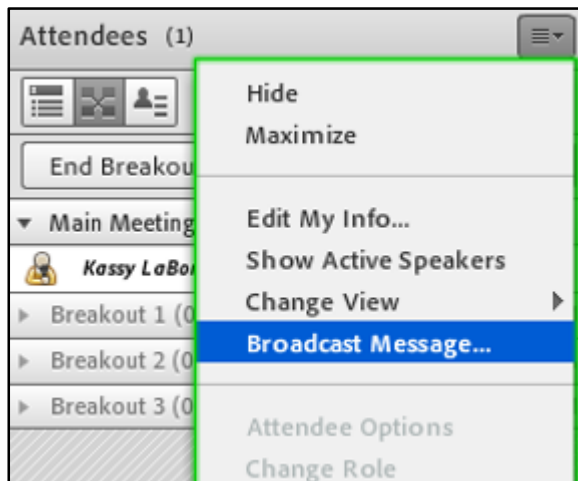 Attendees (1)
Hide
Maximize
End Breakou
Main Meeting
Edit My Info...
Kassy LaBo
Show Active Speakers
Breakout 1 (0
Change View
Broadcast Message...
Breakout 2 (0
Breakout 3 (0
Attendee Options
Change Role